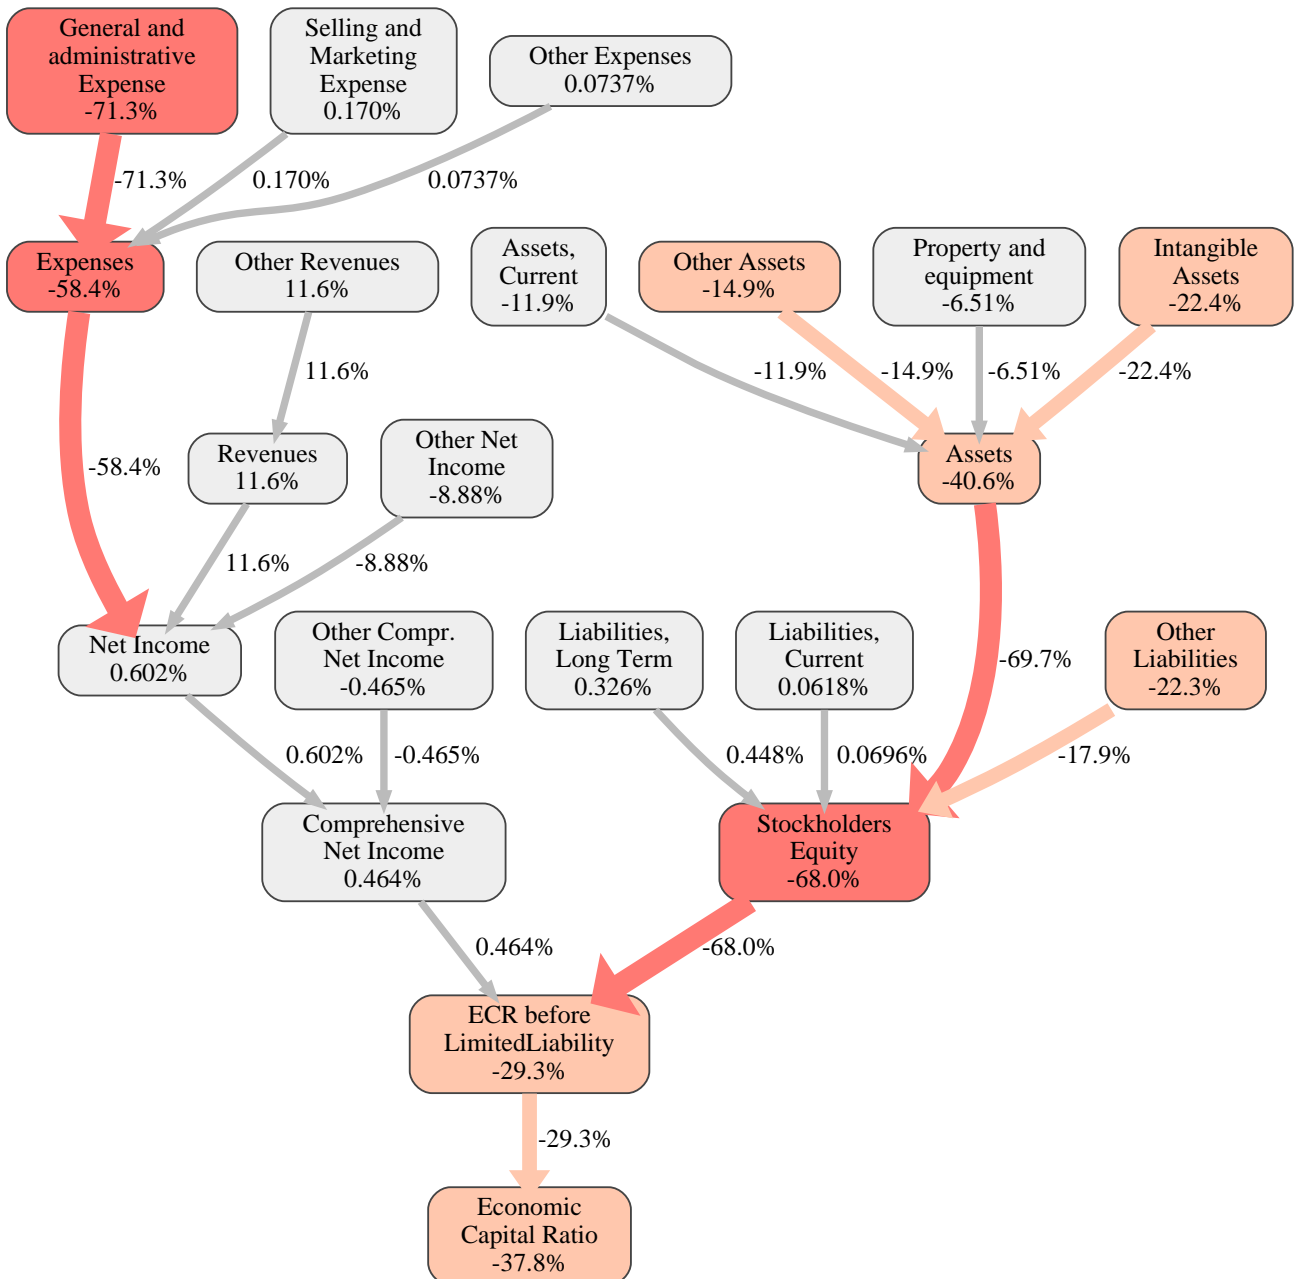 General and
administrative
Expense
-71.3%
Selling and
Marketing
Expense
0.170%
Other Expenses
0.0737%
-71.3%
0.170%
0.0737%
Expenses
-58.4%
Other Revenues
11.6%
Assets,
Current
-11.9%
Other Assets
-14.9%
Property and
equipment
-6.51%
Intangible
Assets
-22.4%
11.6%
-11.9%
-14.9%
-6.51%
-22.4%
-58.4%
Revenues
11.6%
Other Net
Income
-8.88%
Assets
-40.6%
11.6%
-8.88%
Net Income
0.602%
Other Compr.
Net Income
-0.465%
Liabilities,
Long Term
0.326%
Liabilities,
Current
0.0618%
-69.7%
Other
Liabilities
-22.3%
0.602%
-0.465%
0.448%
0.0696%
-17.9%
Comprehensive
Net Income
0.464%
Stockholders
Equity
-68.0%
0.464%
-68.0%
ECR before
LimitedLiability
-29.3%
-29.3%
Economic
Capital Ratio
-37.8%